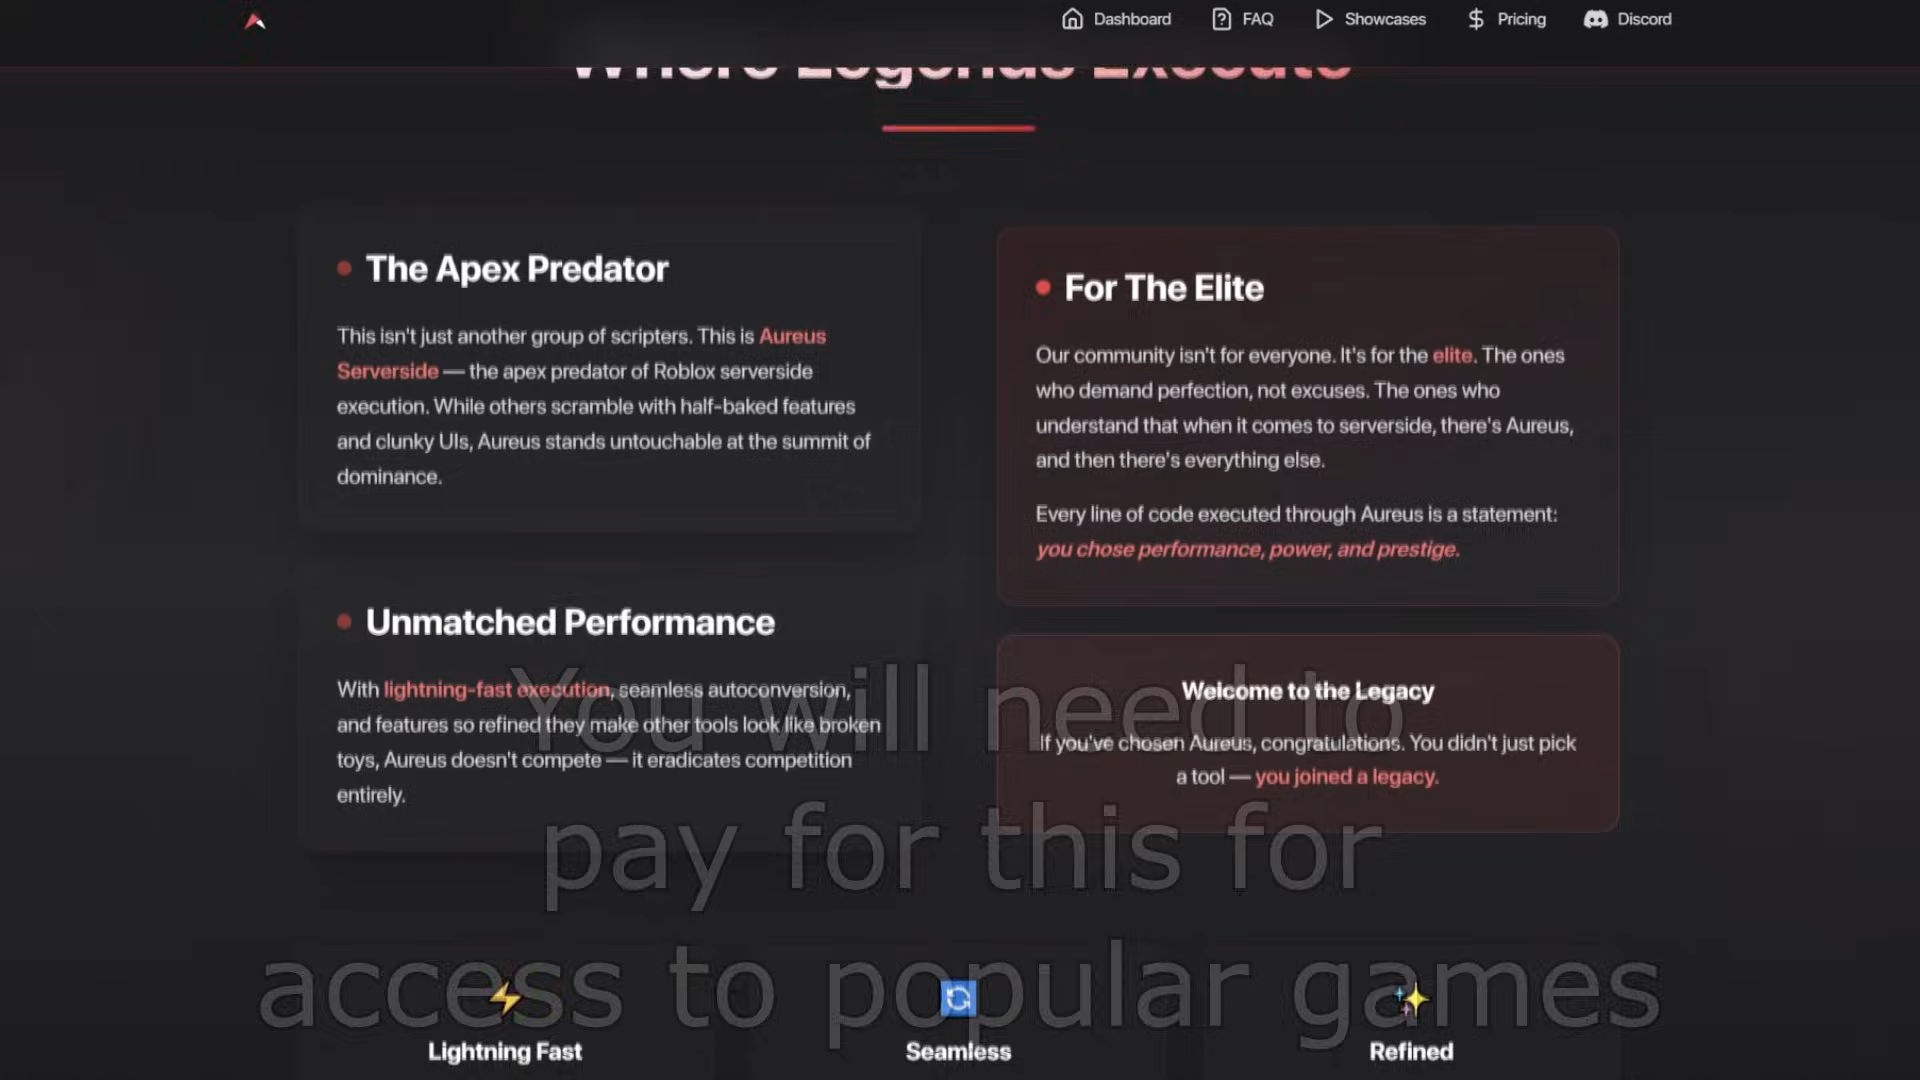 Dashboard
FAQ
Showcases
Pricing
Discord
Where Legends Execute
The Apex Predator
This isn't just another group of scripters. This is Aureus
Serverside — the apex predator of Roblox serverside
execution. While others scramble with half-baked features
and clunky UIs, Aureus stands untouchable at the summit of
dominance.
Unmatched Performance
With lightning-fast execution, seamless autoconversion,
and features so refined they make other tools look like broken
toys, Aureus doesn't compete — it eradicates competition
entirely.
For The Elite
Our community isn't for everyone. It's for the elite. The ones
who demand perfection, not excuses. The ones who
understand that when it comes to serverside, there's Aureus,
and then there's everything else.
Every line of code executed through Aureus is a statement:
you chose performance, power, and prestige.
Welcome to the Legacy
If you've chosen Aureus, congratulations. You didn't just pick
a tool — you joined a legacy.
You will need to
pay for this for
access to popular games
Lightning Fast
Seamless
Refined